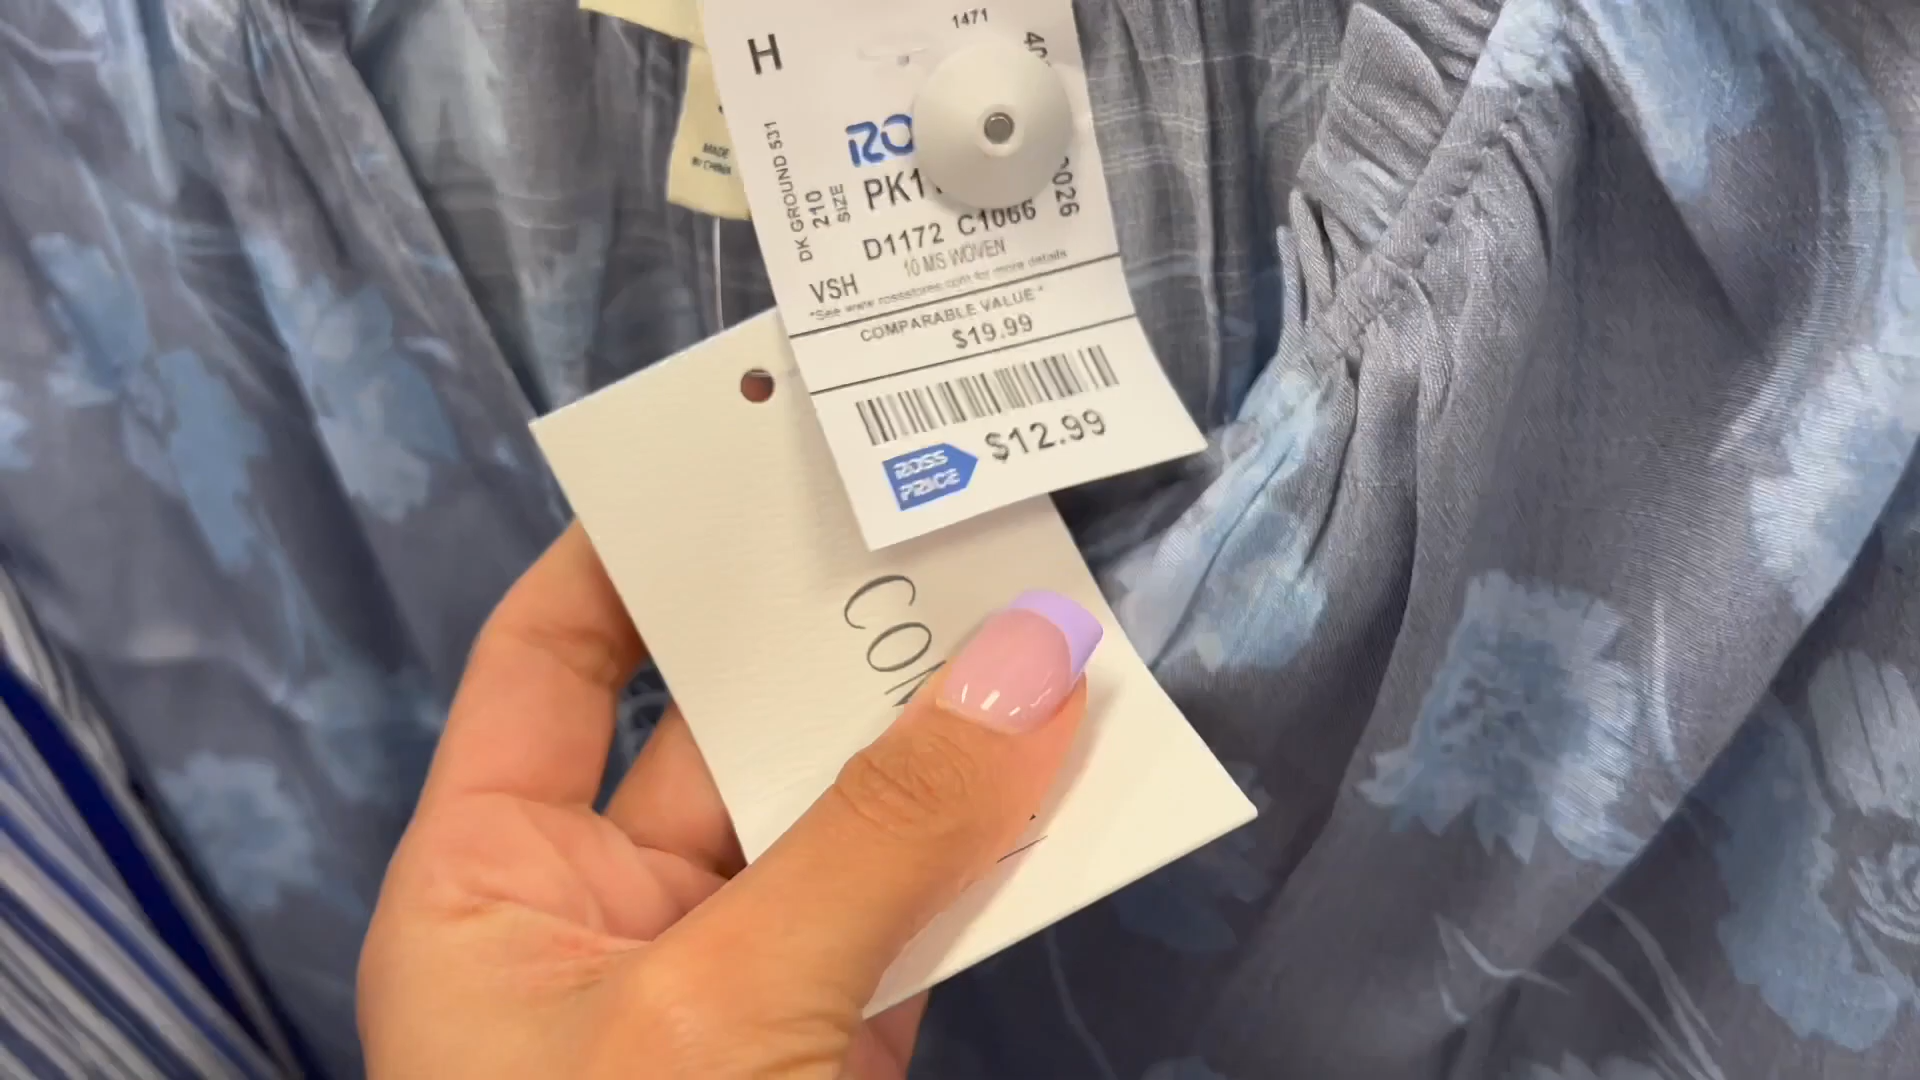 1471
H
DK GROUND 531
210
SIZE
D1172 C1066
10 MS WOVEN
VSH
*See www.rossstores.com for more details
COMPARABLE VALUE*
$19.99
ROSS
PRICE
$12.99
MADE
IN CHINA